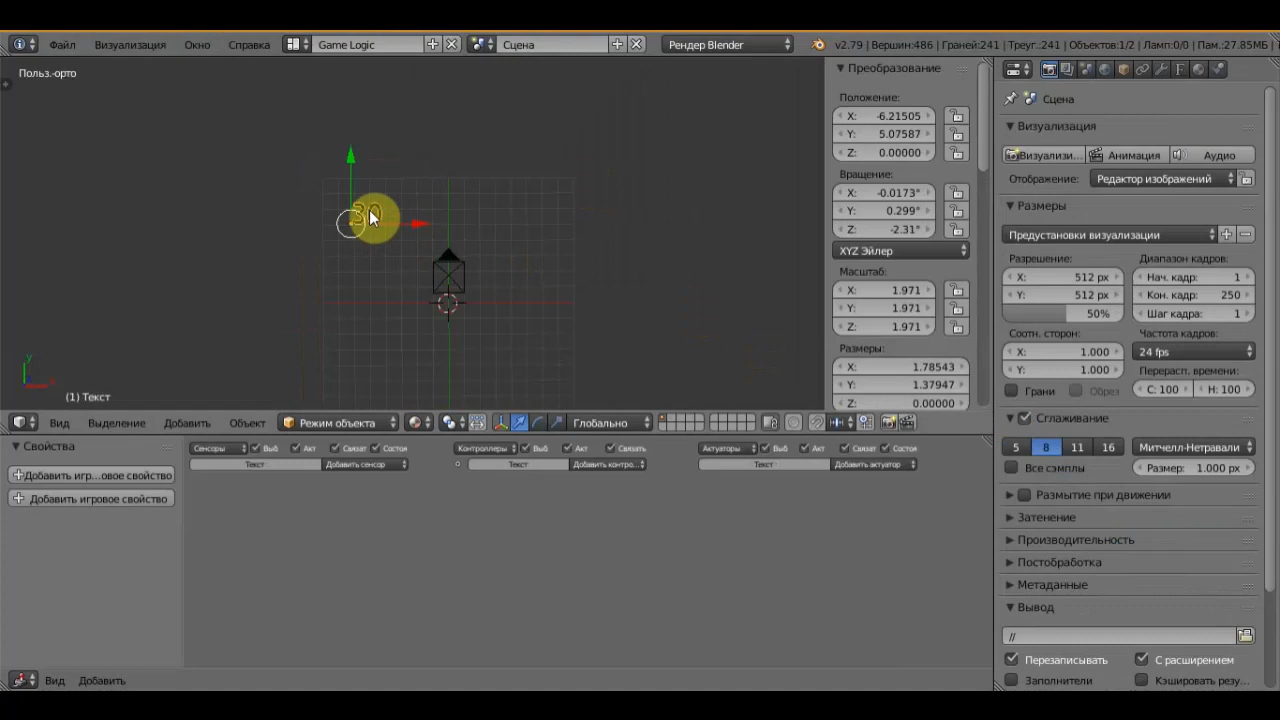 Файл Визуализация Окно Справка Game Logic Сцена Рендер Blender v2.79 | Вершин:486 | Граней:241 | Треуг.:241 | Объектов:1/2 | Ламп:0/0 | Пам.:27.85МБ |
Польз.-орто
30
y
(1) Текст
Преобразование
Положение:
X: -6.21505
Y: 5.07587
Z: 0.00000
Вращение:
X: -0.0173°
Y: 0.299°
Z: -2.31°
XYZ Эйлер
Масштаб:
X: 1.971
Y: 1.971
Z: 1.971
Размеры:
X: 1.78543
Y: 1.37947
Z: 0.00000
Сцена
Визуализация
Визуализи... Анимация Аудио
Отображение: Редактор изображений
Размеры
Предустановки визуализации
Разрешение: Диапазон кадров:
X: 512 px Нач. кадр: 1
Y: 512 px Кон. кадр: 250
50% Шаг кадра: 1
Соотн. сторон: Частота кадров:
X: 1.000 24 fps
Y: 1.000 Перерасп. времени:
Грани Обрез С: 100 Н: 100
Сглаживание
5 8 11 16 Митчелл-Нетравали
Все сэмплы Размер: 1.000 px
Размытие при движении
Затенение
Производительность
Постобработка
Метаданные
Вывод
//
Перезаписывать С расширением
Заполнители Кэшировать резу...
Вид Выделение Добавить Объект Режим объекта Глобально
Свойства
Добавить игр...овое свойство
Добавить игровое свойство
Сенсоры Выб Акт Связат Состоя Контроллеры Выб Акт Связать Актуаторы Выб Акт Связат Состоя
Текст Добавить сенсор Текст Добавить контро... Текст Добавить актуатор
Вид Добавить